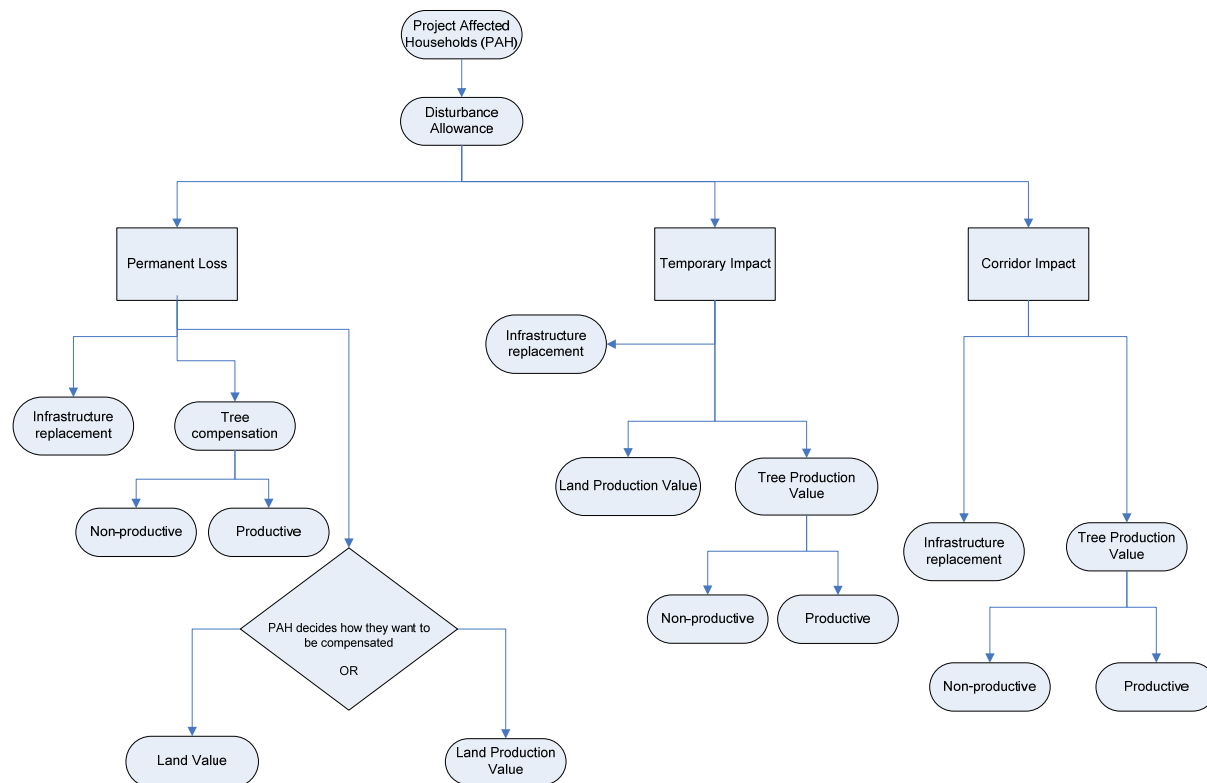 Project Affected
Households (PAH)
Disturbance
Allowance
Permanent Loss
Temporary Impact
Corridor Impact
Infrastructure
replacement
Infrastructure
replacement
Tree
compensation
Land Production Value
Tree Production
Value
Non-productive
Productive
Infrastructure
replacement
Tree Production
Value
PAH decides how they want to
be compensated
OR
Non-productive
Productive
Non-productive
Productive
Land Value
Land Production
Value